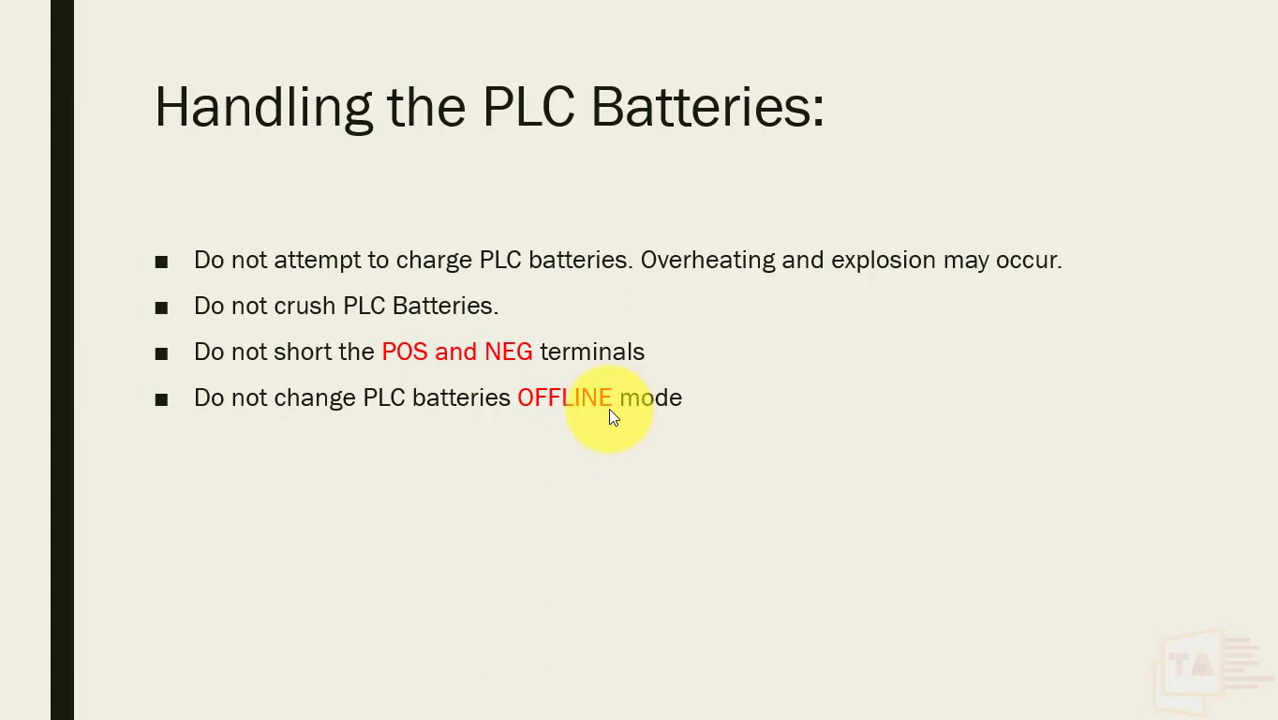 Handling the PLC Batteries:
■ Do not attempt to charge PLC batteries. Overheating and explosion may occur.
■ Do not crush PLC Batteries.
■ Do not short the POS and NEG terminals
■ Do not change PLC batteries OFFLINE mode
TA